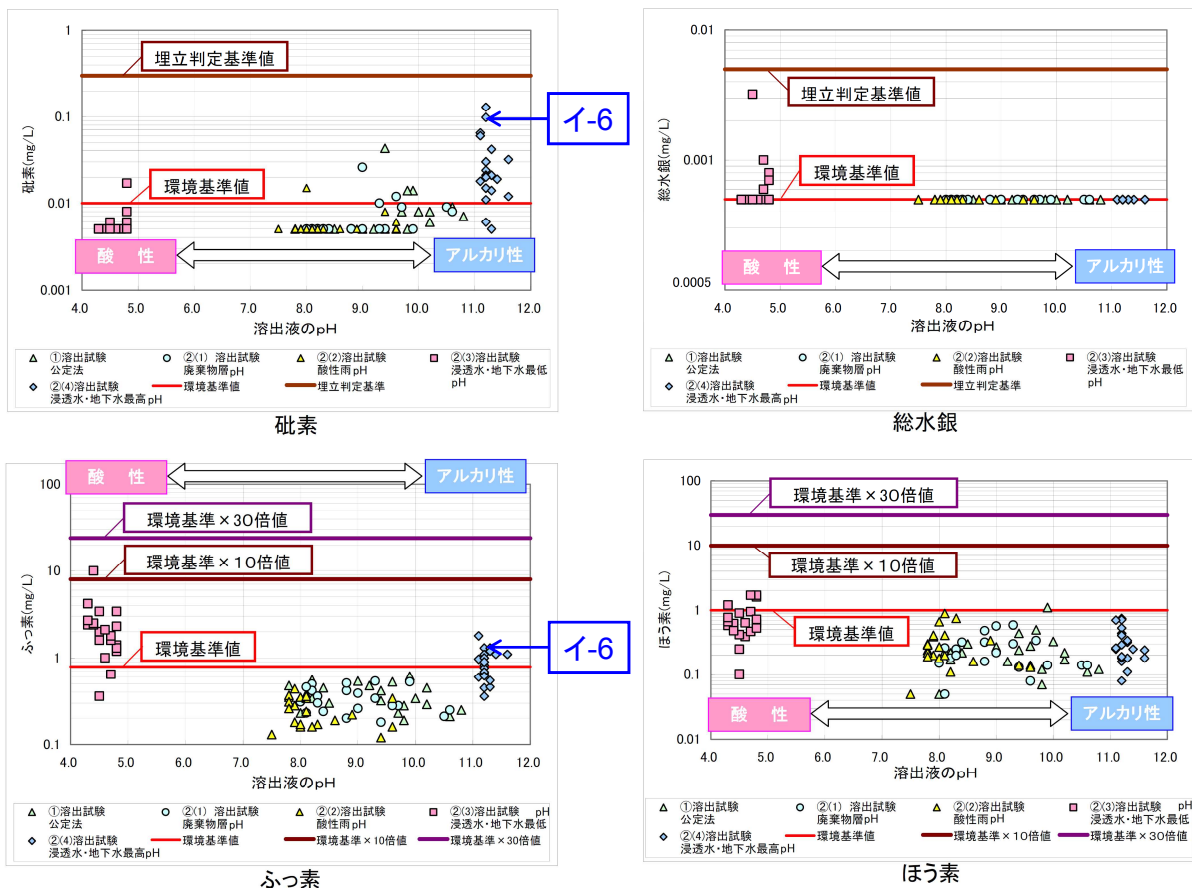 1
0.1
0.01
0.001
砒素(mg/L)
埋立判定基準値
環境基準値
イ-6
酸 性
アルカリ性
4.0 5.0 6.0 7.0 8.0 9.0 10.0 11.0 12.0
溶出液のpH
①溶出試験 公定法
②(1) 溶出試験 廃棄物層pH
②(2)溶出試験 酸性雨pH
②(3)溶出試験 浸透水・地下水最低 pH
②(4)溶出試験 浸透水・地下水最高pH
環境基準値
埋立判定基準
砒素
0.01
0.001
0.0005
総水銀(mg/L)
埋立判定基準値
環境基準値
酸 性
アルカリ性
4.0 5.0 6.0 7.0 8.0 9.0 10.0 11.0 12.0
溶出液のpH
①溶出試験 公定法
②(1) 溶出試験 廃棄物層pH
②(2)溶出試験 酸性雨pH
②(3)溶出試験 浸透水・地下水最低 pH
②(4)溶出試験 浸透水・地下水最高pH
環境基準値
埋立判定基準
総水銀
酸 性
アルカリ性
100
10
1
0.1
ふっ素(mg/L)
環境基準×30倍値
環境基準×10倍値
環境基準値
イ-6
4.0 5.0 6.0 7.0 8.0 9.0 10.0 11.0 12.0
溶出液のpH
①溶出試験 公定法
②(1) 溶出試験 廃棄物層pH
②(2)溶出試験 酸性雨pH
②(3)溶出試験 pH 浸透水・地下水最低
②(4)溶出試験 浸透水・地下水最高pH
環境基準値
環境基準×10倍値
環境基準×30倍値
ふっ素
100
10
1
0.1
0.01
ほう素(mg/L)
環境基準×30倍値
環境基準×10倍値
環境基準値
酸 性
アルカリ性
4.0 5.0 6.0 7.0 8.0 9.0 10.0 11.0 12.0
溶出液のpH
①溶出試験 公定法
②(1) 溶出試験 廃棄物層pH
②(2)溶出試験 酸性雨pH
②(3)溶出試験 pH 浸透水・地下水最低
②(4)溶出試験 浸透水・地下水最高pH
環境基準値
環境基準×10倍値
環境基準×30倍値
ほう素